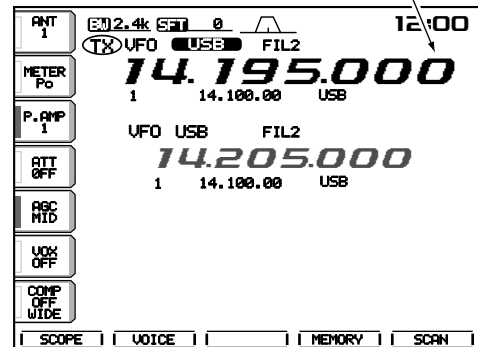 ANT
1
BW 2.4k SFT 0
12:00
TX VFO USB FIL2
14.195.000
1 14.100.00 USB
METER
Po
P.AMP
1
VFO USB FIL2
14.205.000
1 14.100.00 USB
ATT
OFF
AGC
MID
VOX
OFF
COMP
OFF
WIDE
SCOPE VOICE MEMORY SCAN